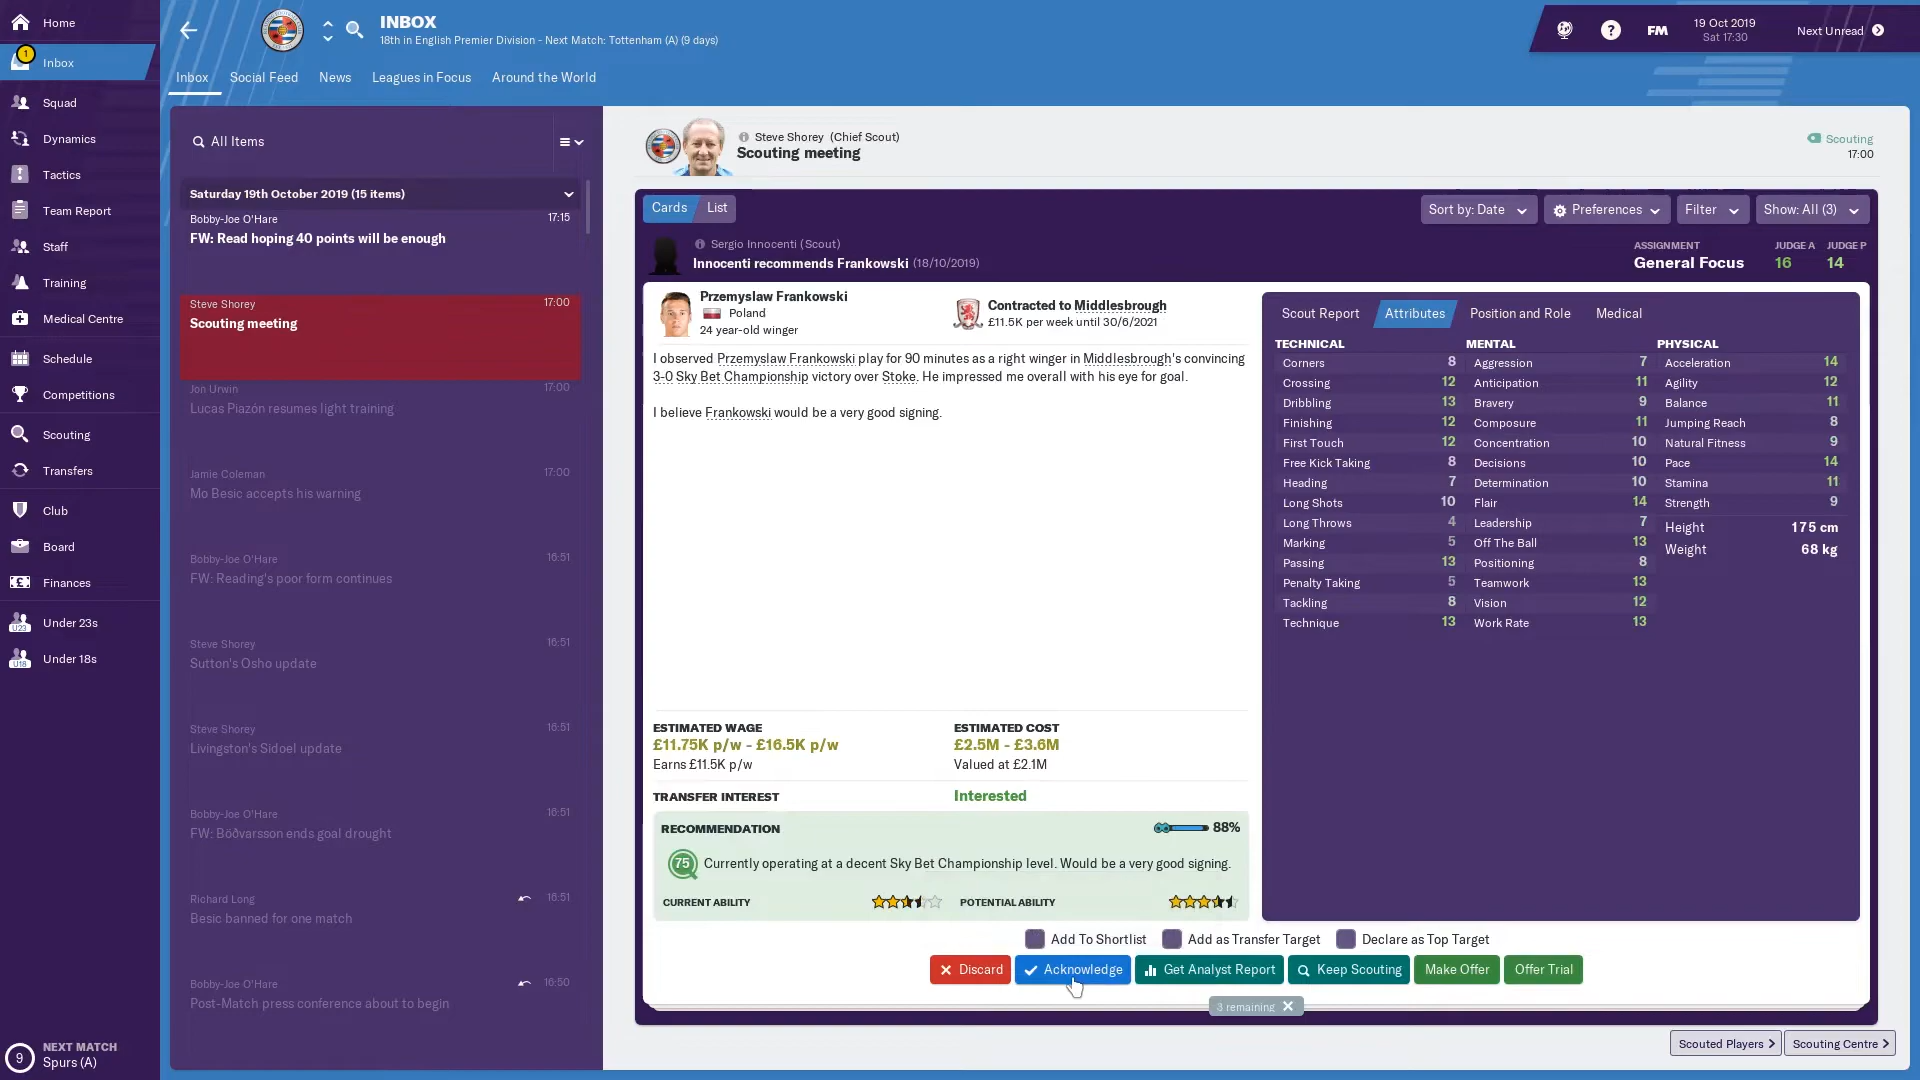 Home
1
Inbox
Squad
Dynamics
Tactics
Team Report
Staff
Training
Medical Centre
Schedule
Competitions
Scouting
Transfers
Club
Board
Finances
U23
Under 23s
U18
Under 18s
9
NEXT MATCH
Spurs (A)
INBOX
18th in English Premier Division - Next Match: Tottenham (A) (9 days)
Inbox Social Feed News Leagues in Focus Around the World
?
FM
19 Oct 2019
Sat 17:30
Next Unread
All Items
Saturday 19th October 2019 (15 items)
Bobby-Joe O'Hare 17:15
FW: Read hoping 40 points will be enough
Steve Shorey 17:00
Scouting meeting
Jon Urwin 17:00
Lucas Piazón resumes light training
Jamie Coleman 17:00
Mo Besic accepts his warning
Bobby-Joe O'Hare 16:51
FW: Reading's poor form continues
Steve Shorey 16:51
Sutton's Osho update
Steve Shorey 16:51
Livingston's Sidoel update
Bobby-Joe O'Hare 16:51
FW: Böðvarsson ends goal drought
Richard Long 16:51
Besic banned for one match
Bobby-Joe O'Hare 16:50
Post-Match press conference about to begin
Steve Shorey (Chief Scout)
Scouting meeting
Scouting
17:00
Cards List
Sort by: Date Preferences Filter Show: All (3)
Sergio Innocenti (Scout)
Innocenti recommends Frankowski (18/10/2019)
ASSIGNMENT JUDGE A JUDGE P
General Focus 16 14
Przemyslaw Frankowski
Poland
24 year-old winger
Contracted to Middlesbrough
£11.5K per week until 30/6/2021
I observed Przemyslaw Frankowski play for 90 minutes as a right winger in Middlesbrough's convincing
3-0 Sky Bet Championship victory over Stoke. He impressed me overall with his eye for goal.
I believe Frankowski would be a very good signing.
ESTIMATED WAGE
£11.75K p/w - £16.5K p/w
Earns £11.5K p/w
ESTIMATED COST
£2.5M - £3.6M
Valued at £2.1M
TRANSFER INTEREST Interested
RECOMMENDATION 88%
75 Currently operating at a decent Sky Bet Championship level. Would be a very good signing.
CURRENT ABILITY POTENTIAL ABILITY
Scout Report Attributes Position and Role Medical
TECHNICAL MENTAL PHYSICAL
Corners 8 Aggression 7 Acceleration 14
Crossing 12 Anticipation 11 Agility 12
Dribbling 13 Bravery 9 Balance 11
Finishing 12 Composure 11 Jumping Reach 8
First Touch 12 Concentration 10 Natural Fitness 9
Free Kick Taking 8 Decisions 10 Pace 14
Heading 7 Determination 10 Stamina 11
Long Shots 10 Flair 14 Strength 9
Long Throws 4 Leadership 7 Height 175 cm
Marking 5 Off The Ball 13 Weight 68 kg
Passing 13 Positioning 8
Penalty Taking 5 Teamwork 13
Tackling 8 Vision 12
Technique 13 Work Rate 13
Add To Shortlist Add as Transfer Target Declare as Top Target
Discard Acknowledge Get Analyst Report Keep Scouting Make Offer Offer Trial
3 remaining
Scouted Players Scouting Centre